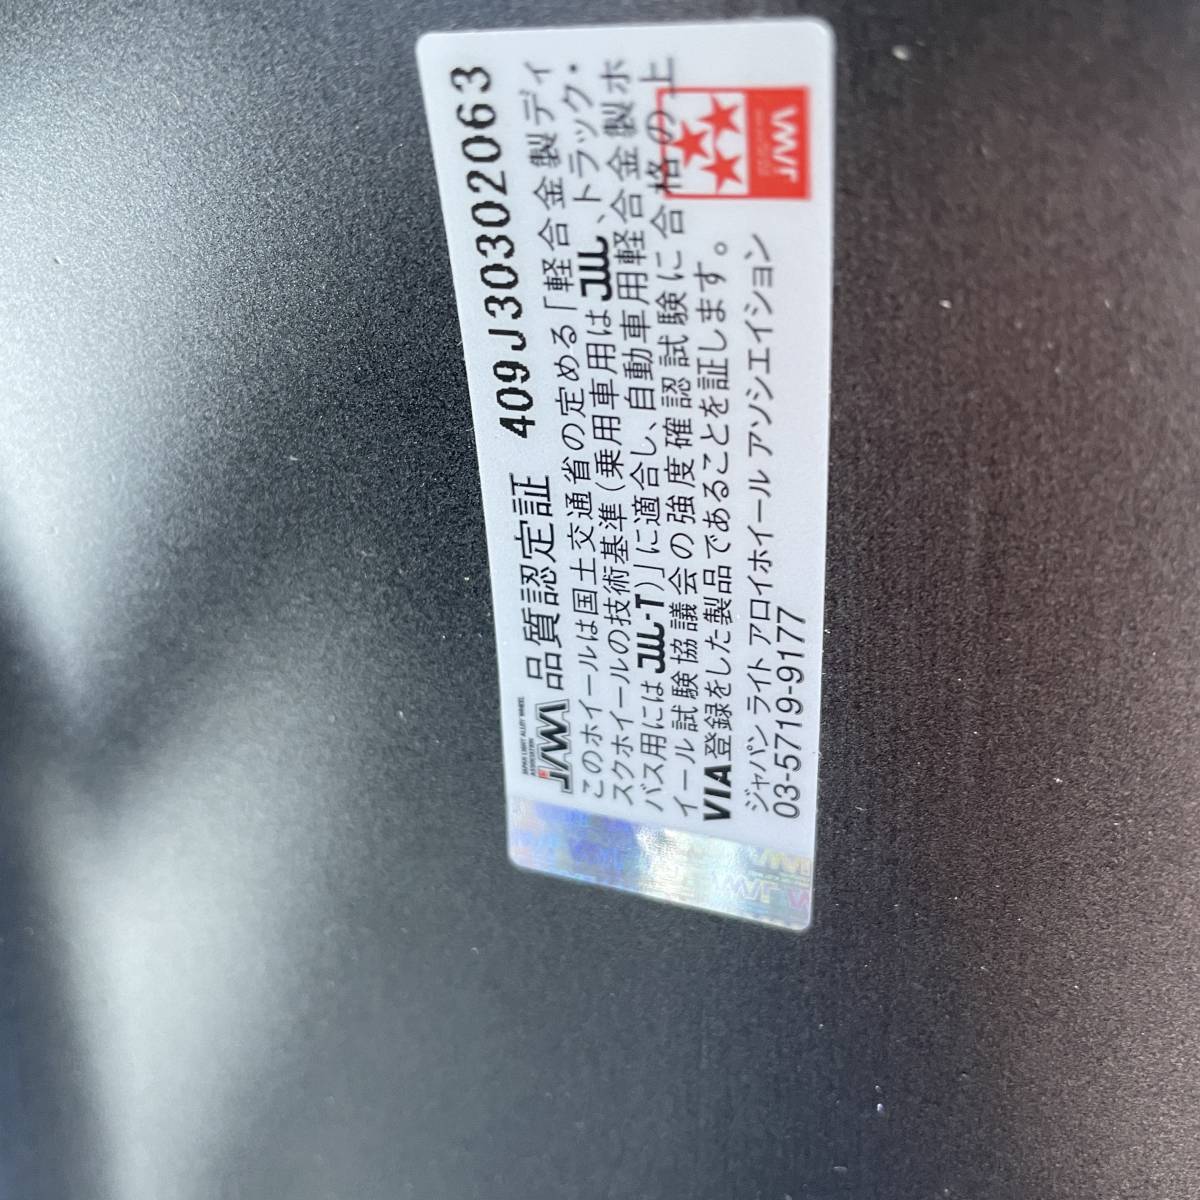 JAPAN LIGHT ALLOY WHEEL
ASSOCIATION
JAWA 品質認定証 409J30302063
このホイールは国土交通省の定める「軽合金製ディ
スクホイールの技術基準(乗用車用はJWL、トラック・
バス用にはJWL-T)」に適合し、自動車用軽合金製ホ
イール試験協議会の強度確認試験に合格の上
VIA登録をした製品であることを証します。
ジャパン ライト アロイホイール アソシエイション
03-5719-9177